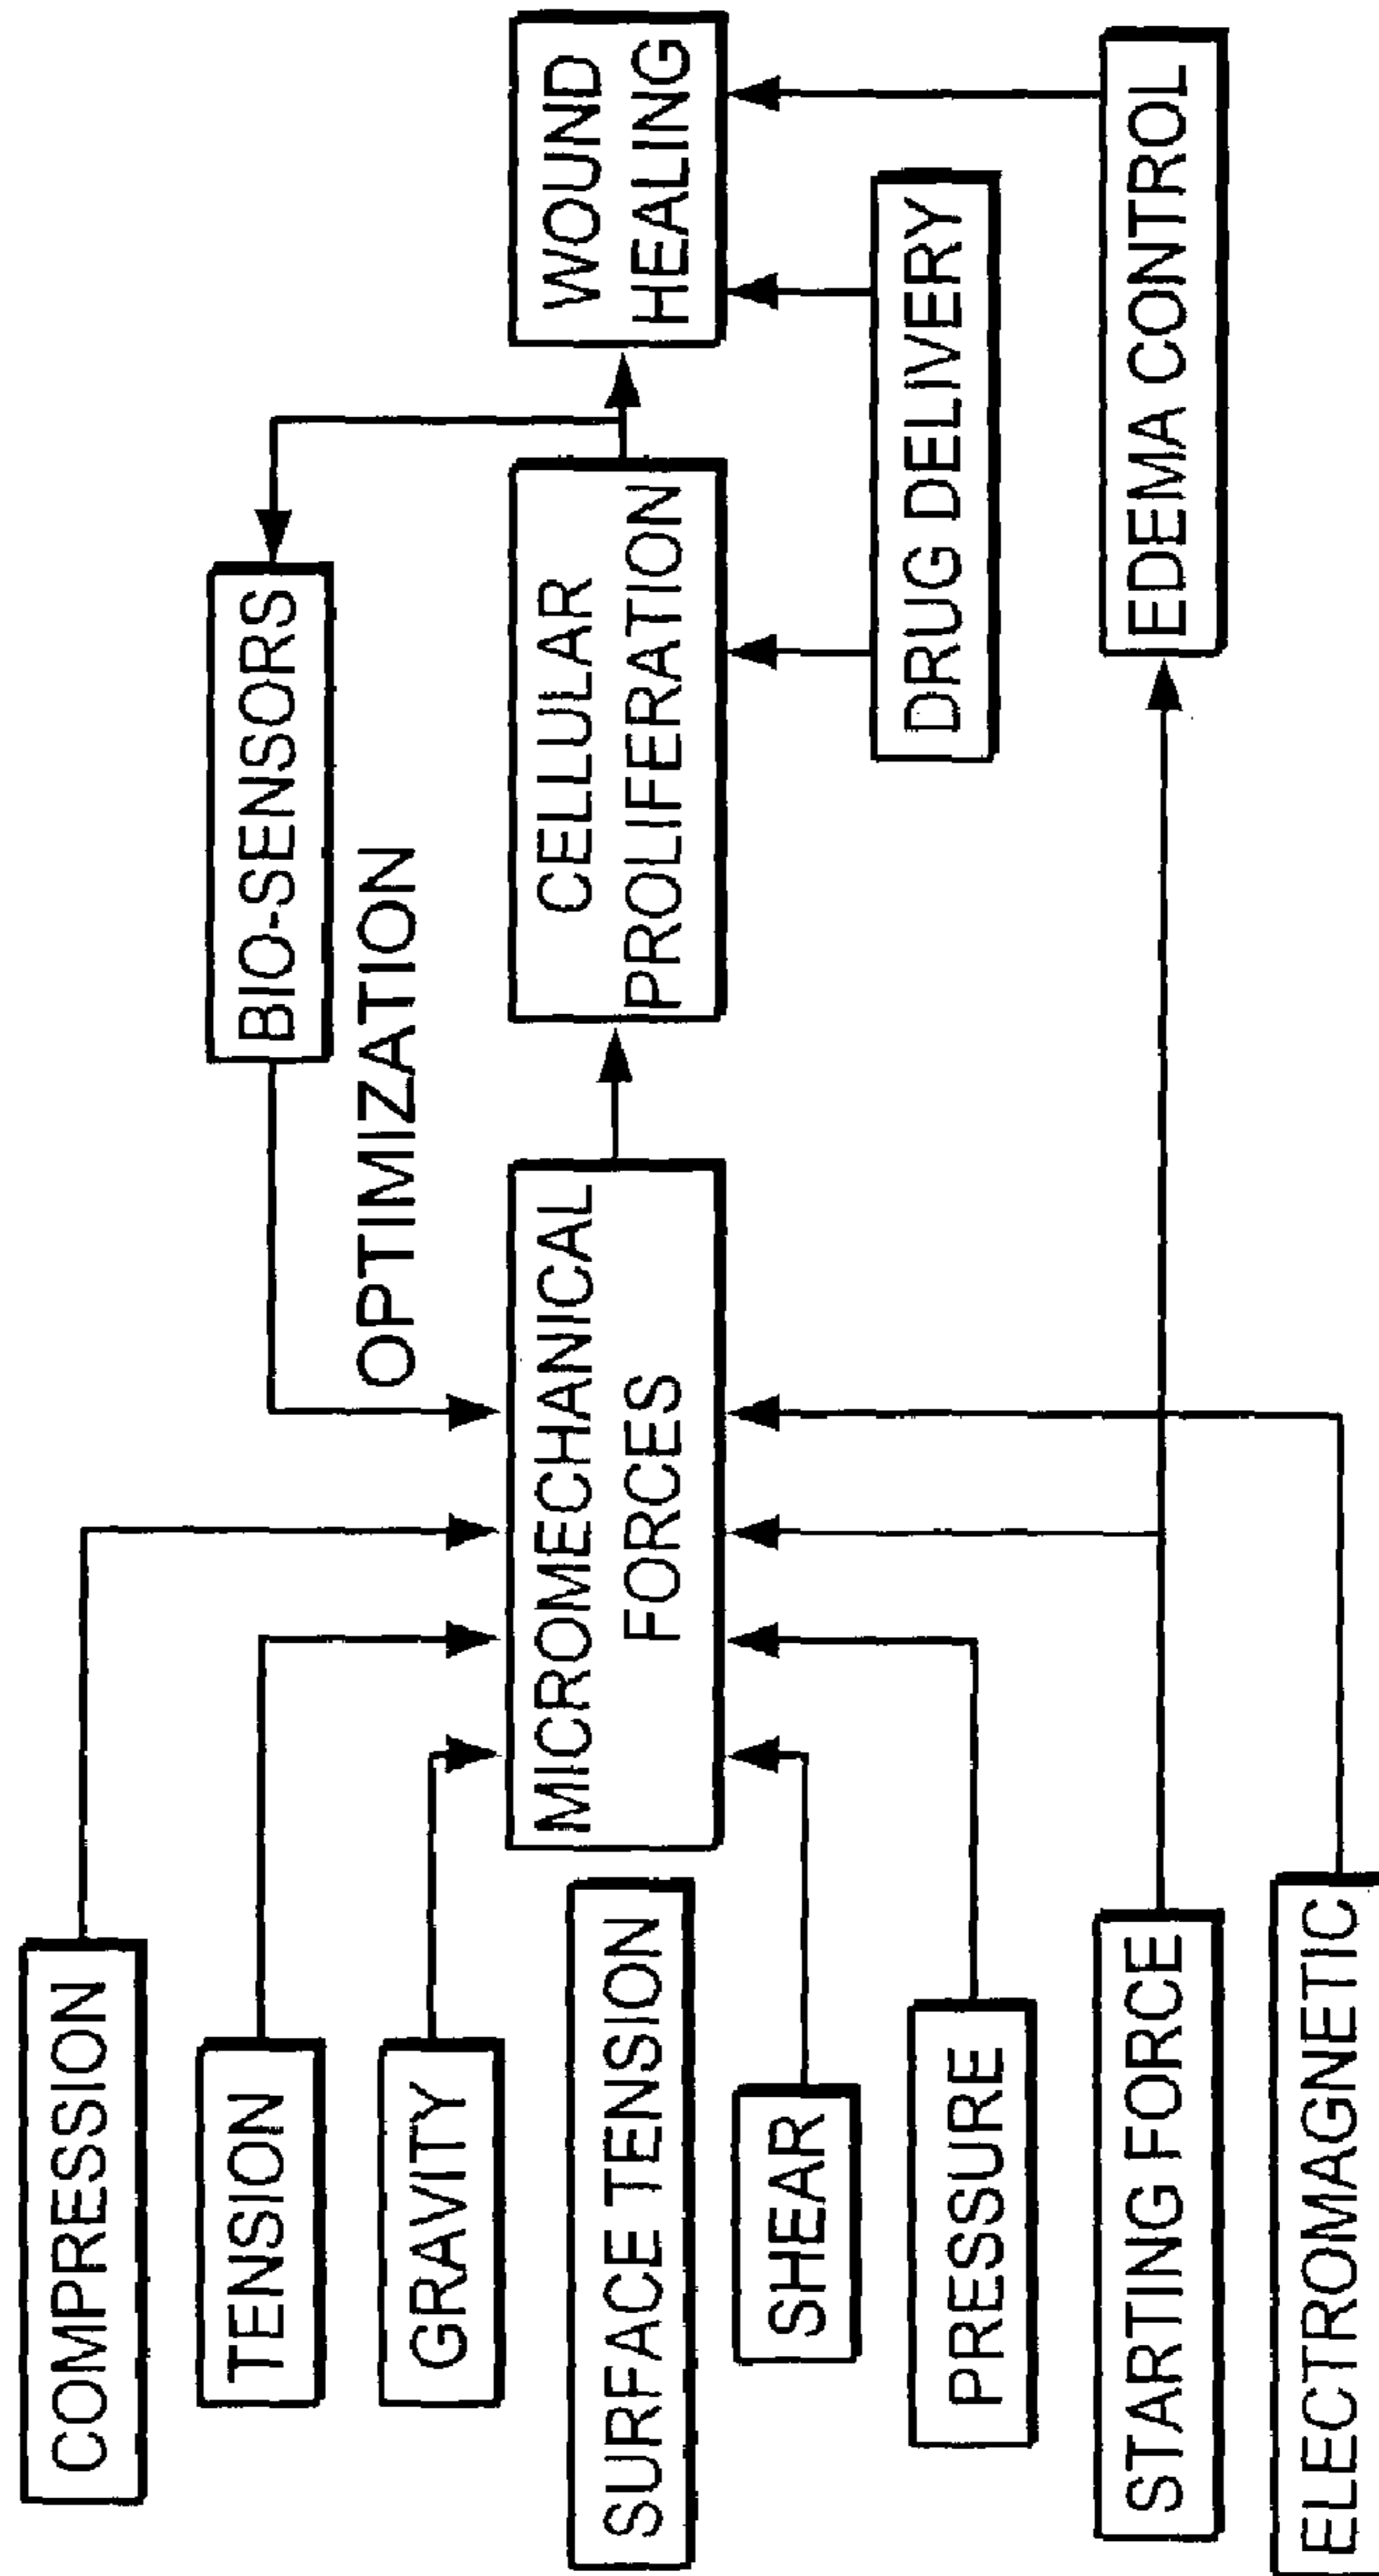 COMPRESSION
TENSION
GRAVITY
SURFACE TENSION
SHEAR
PRESSURE
STARTING FORCE
ELECTROMAGNETIC
MICROMECHANICAL
FORCES
BIO-SENSORS
OPTIMIZATION
CELLULAR
PROLIFERATION
DRUG DELIVERY
WOUND
HEALING
EDEMA CONTROL